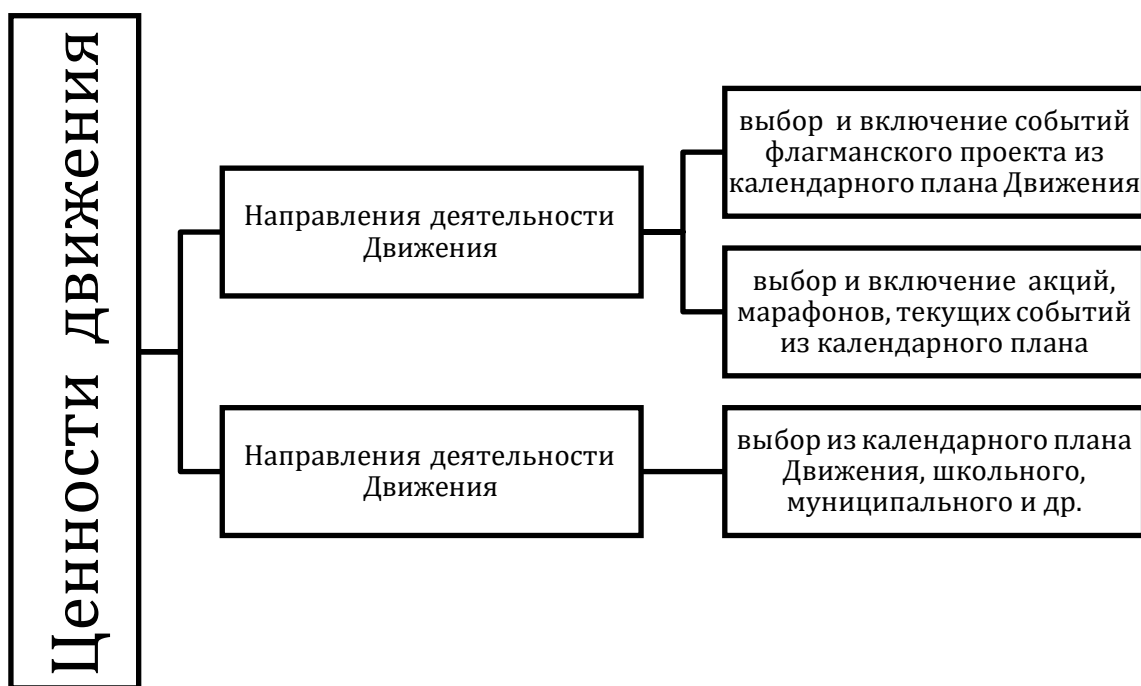 Ценности движения
Направления деятельности
Движения
выбор и включение событий
флагманского проекта из
календарного плана Движения
выбор и включение акций,
марафонов, текущих событий
из календарного плана
Направления деятельности
Движения
выбор из календарного плана
Движения, школьного,
муниципального и др.